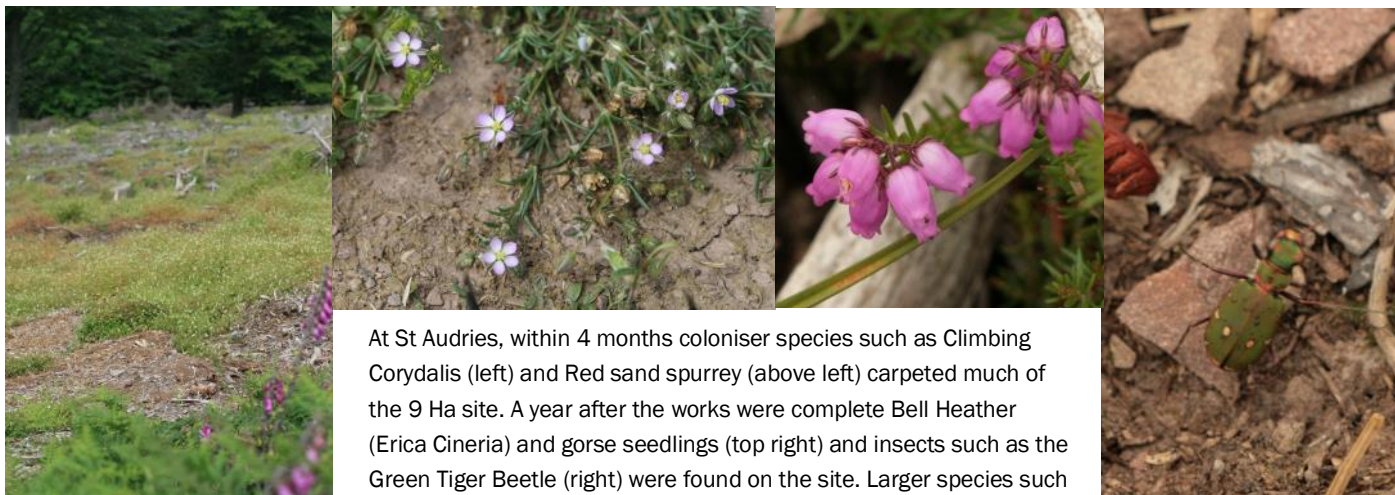 At St Audries, within 4 months coloniser species such as Climbing
Corydalis (left) and Red sand spurrey (above left) carpeted much of
the 9 Ha site. A year after the works were complete Bell Heather
(Erica Cineria) and gorse seedlings (top right) and insects such as the
Green Tiger Beetle (right) were found on the site. Larger species such